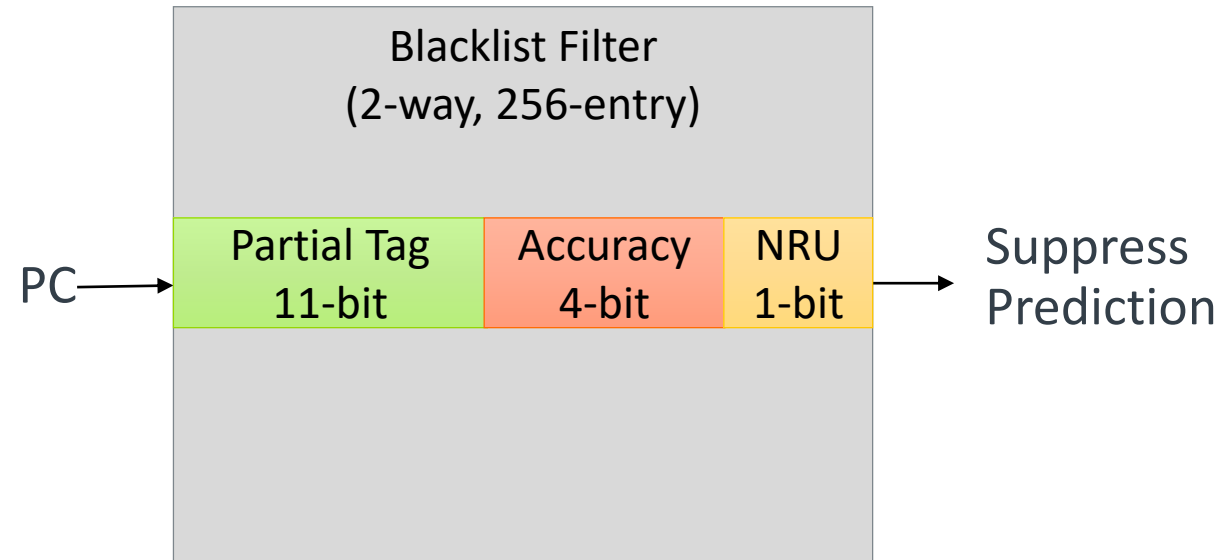 Blacklist Filter
(2-way, 256-entry)
PC
Partial Tag
11-bit
Accuracy
4-bit
NRU
1-bit
Suppress
Prediction